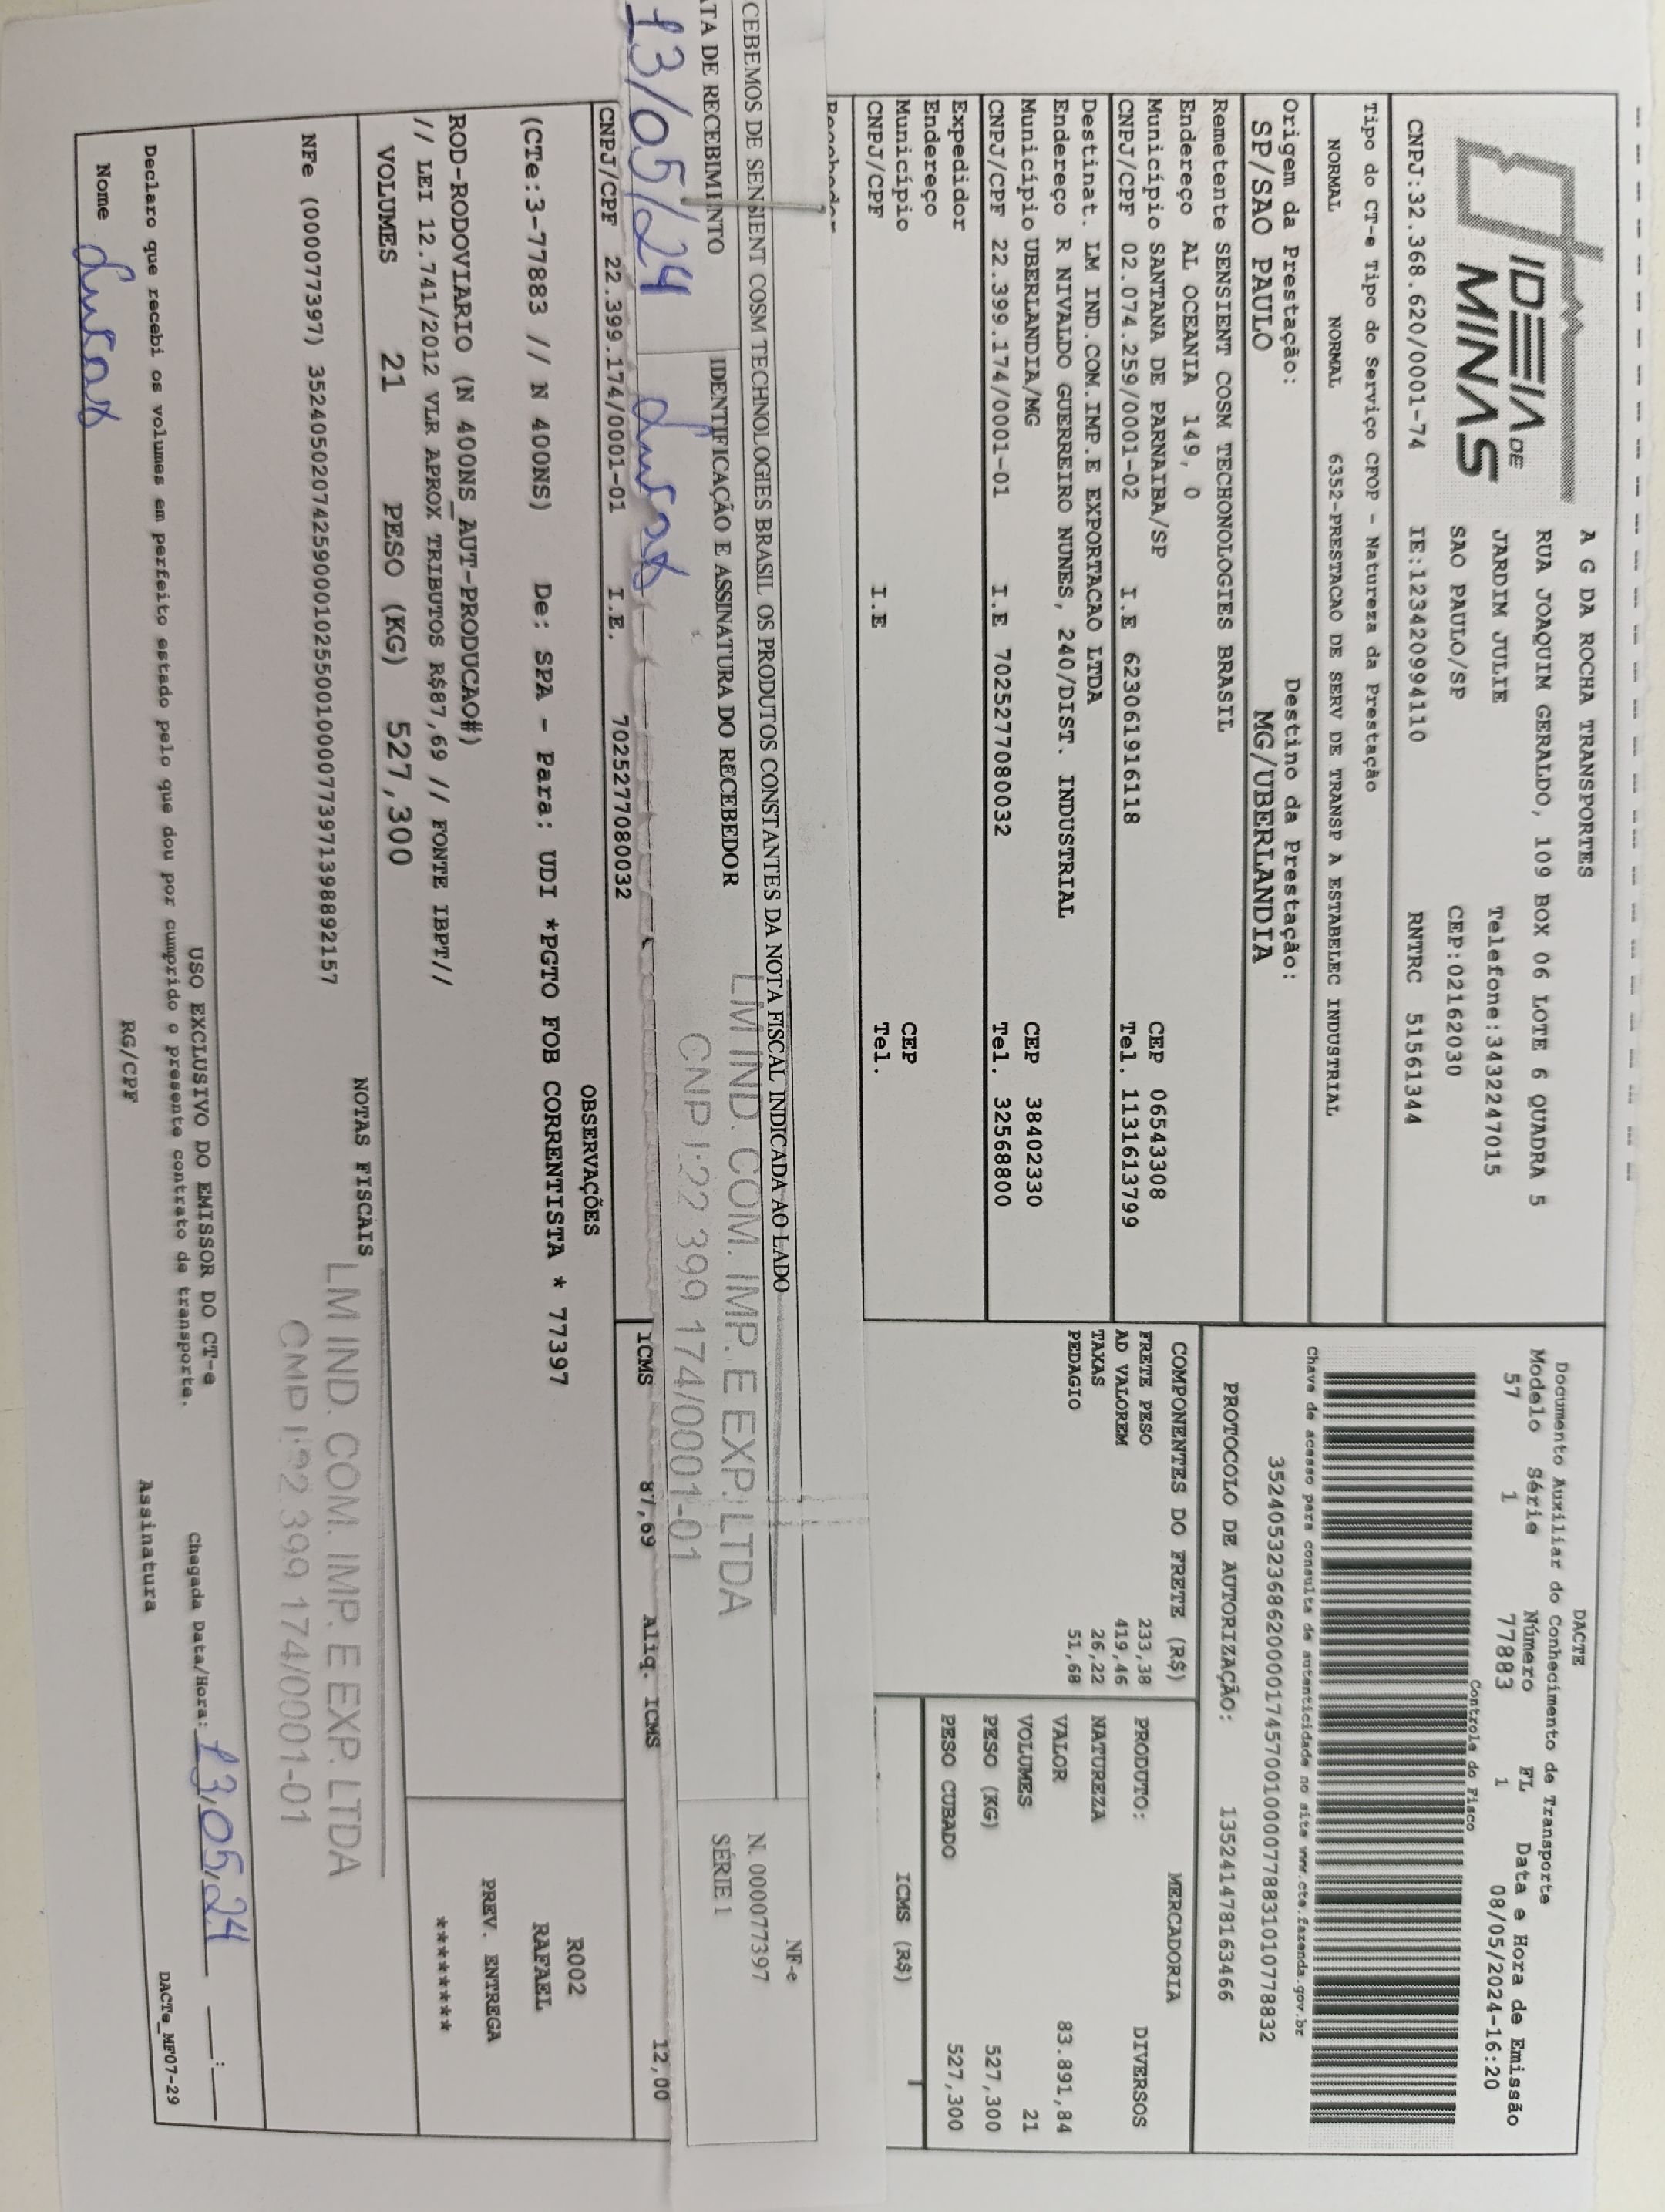 IDEIA DE
MINAS
A G DA ROCHA TRANSPORTES
RUA JOAQUIM GERALDO, 109 BOX 06 LOTE 6 QUADRA 5
JARDIM JULIE Telefone:3432247015
SAO PAULO/SP CEP:02162030
CNPJ:32.368.620/0001-74 IE:123420994110 RNTRC 51561344
Tipo do CT-e Tipo do Serviço CFOP - Natureza da Prestação
NORMAL NORMAL 6352-PRESTACAO DE SERV DE TRANSP A ESTABELEC INDUSTRIAL
Origem da Prestação: Destino da Prestação:
SP/SAO PAULO MG/UBERLANDIA
DACTE
Documento Auxiliar do Conhecimento de Transporte
Modelo Série Número FL Data e Hora de Emissão
57 1 77883 1 08/05/2024-16:20
Controle do Fisco
Chave de acesso para consulta de autenticidade no site www.cte.fazenda.gov.br
35240532368620000174570010000778831010778832
PROTOCOLO DE AUTORIZAÇÃO: 135241478163466
Remetente SENSIENT COSM TECHONOLOGIES BRASIL
Endereço AL OCEANIA 149, 0
Município SANTANA DE PARNAIBA/SP CEP 06543308
CNPJ/CPF 02.074.259/0001-02 I.E 623061916118 Tel. 1131613799
Destinat. LM IND.COM.IMP.E EXPORTACAO LTDA
Endereço R NIVALDO GUERREIRO NUNES, 240/DIST. INDUSTRIAL
Município UBERLANDIA/MG CEP 38402330
CNPJ/CPF 22.399.174/0001-01 I.E 7025277080032 Tel. 32568800
Expedidor
Endereço
Município CEP
CNPJ/CPF I.E Tel.
COMPONENTES DO FRETE (R$)
FRETE PESO 233,38
AD VALOREM 419,46
TAXAS 26,22
PEDAGIO 51,68
MERCADORIA
PRODUTO: DIVERSOS
NATUREZA
VALOR 83.891,84
VOLUMES 21
PESO (KG) 527,300
PESO CUBADO 527,300
ICMS (R$)
CEBEMOS DE SENSIENT COSM TECHNOLOGIES BRASIL OS PRODUTOS CONSTANTES DA NOTA FISCAL INDICADA AO LADO
TA DE RECEBIMENTO IDENTIFICAÇÃO E ASSINATURA DO RECEBEDOR
13/05/24 Lucas
LM IND. COM. IMP. E EXP. LTDA
CNPJ:22 399 174/0001-01
NF-e
N. 000077397
SÉRIE 1
CNPJ/CPF 22.399.174/0001-01 I.E. 7025277080032
ICMS 87,69 Aliq. ICMS 12,00
OBSERVAÇÕES
(CTe:3-77883 // N 400NS) De: SPA - Para: UDI *PGTO FOB CORRENTISTA * 77397
ROD-RODOVIARIO (N 400NS_AUT-PRODUCAO#)
// LEI 12.741/2012 VLR APROX TRIBUTOS R$87,69 // FONTE IBPT//
VOLUMES 21 PESO (KG) 527,300
R002
RAFAEL
PREV. ENTREGA
********
NOTAS FISCAIS
NFe (000077397) 35240502074259000102550010000773971398892157
LM IND. COM. IMP. E EXP. LTDA
CNPJ:22 399 174/0001-01
USO EXCLUSIVO DO EMISSOR DO CT-e
Declaro que recebi os volumes em perfeito estado pelo que dou por cumprido o presente contrato de transporte.
Chegada Data/Hora: 13,05,24 __:__
Nome Lucas RG/CPF Assinatura
DACTe_MF07-29